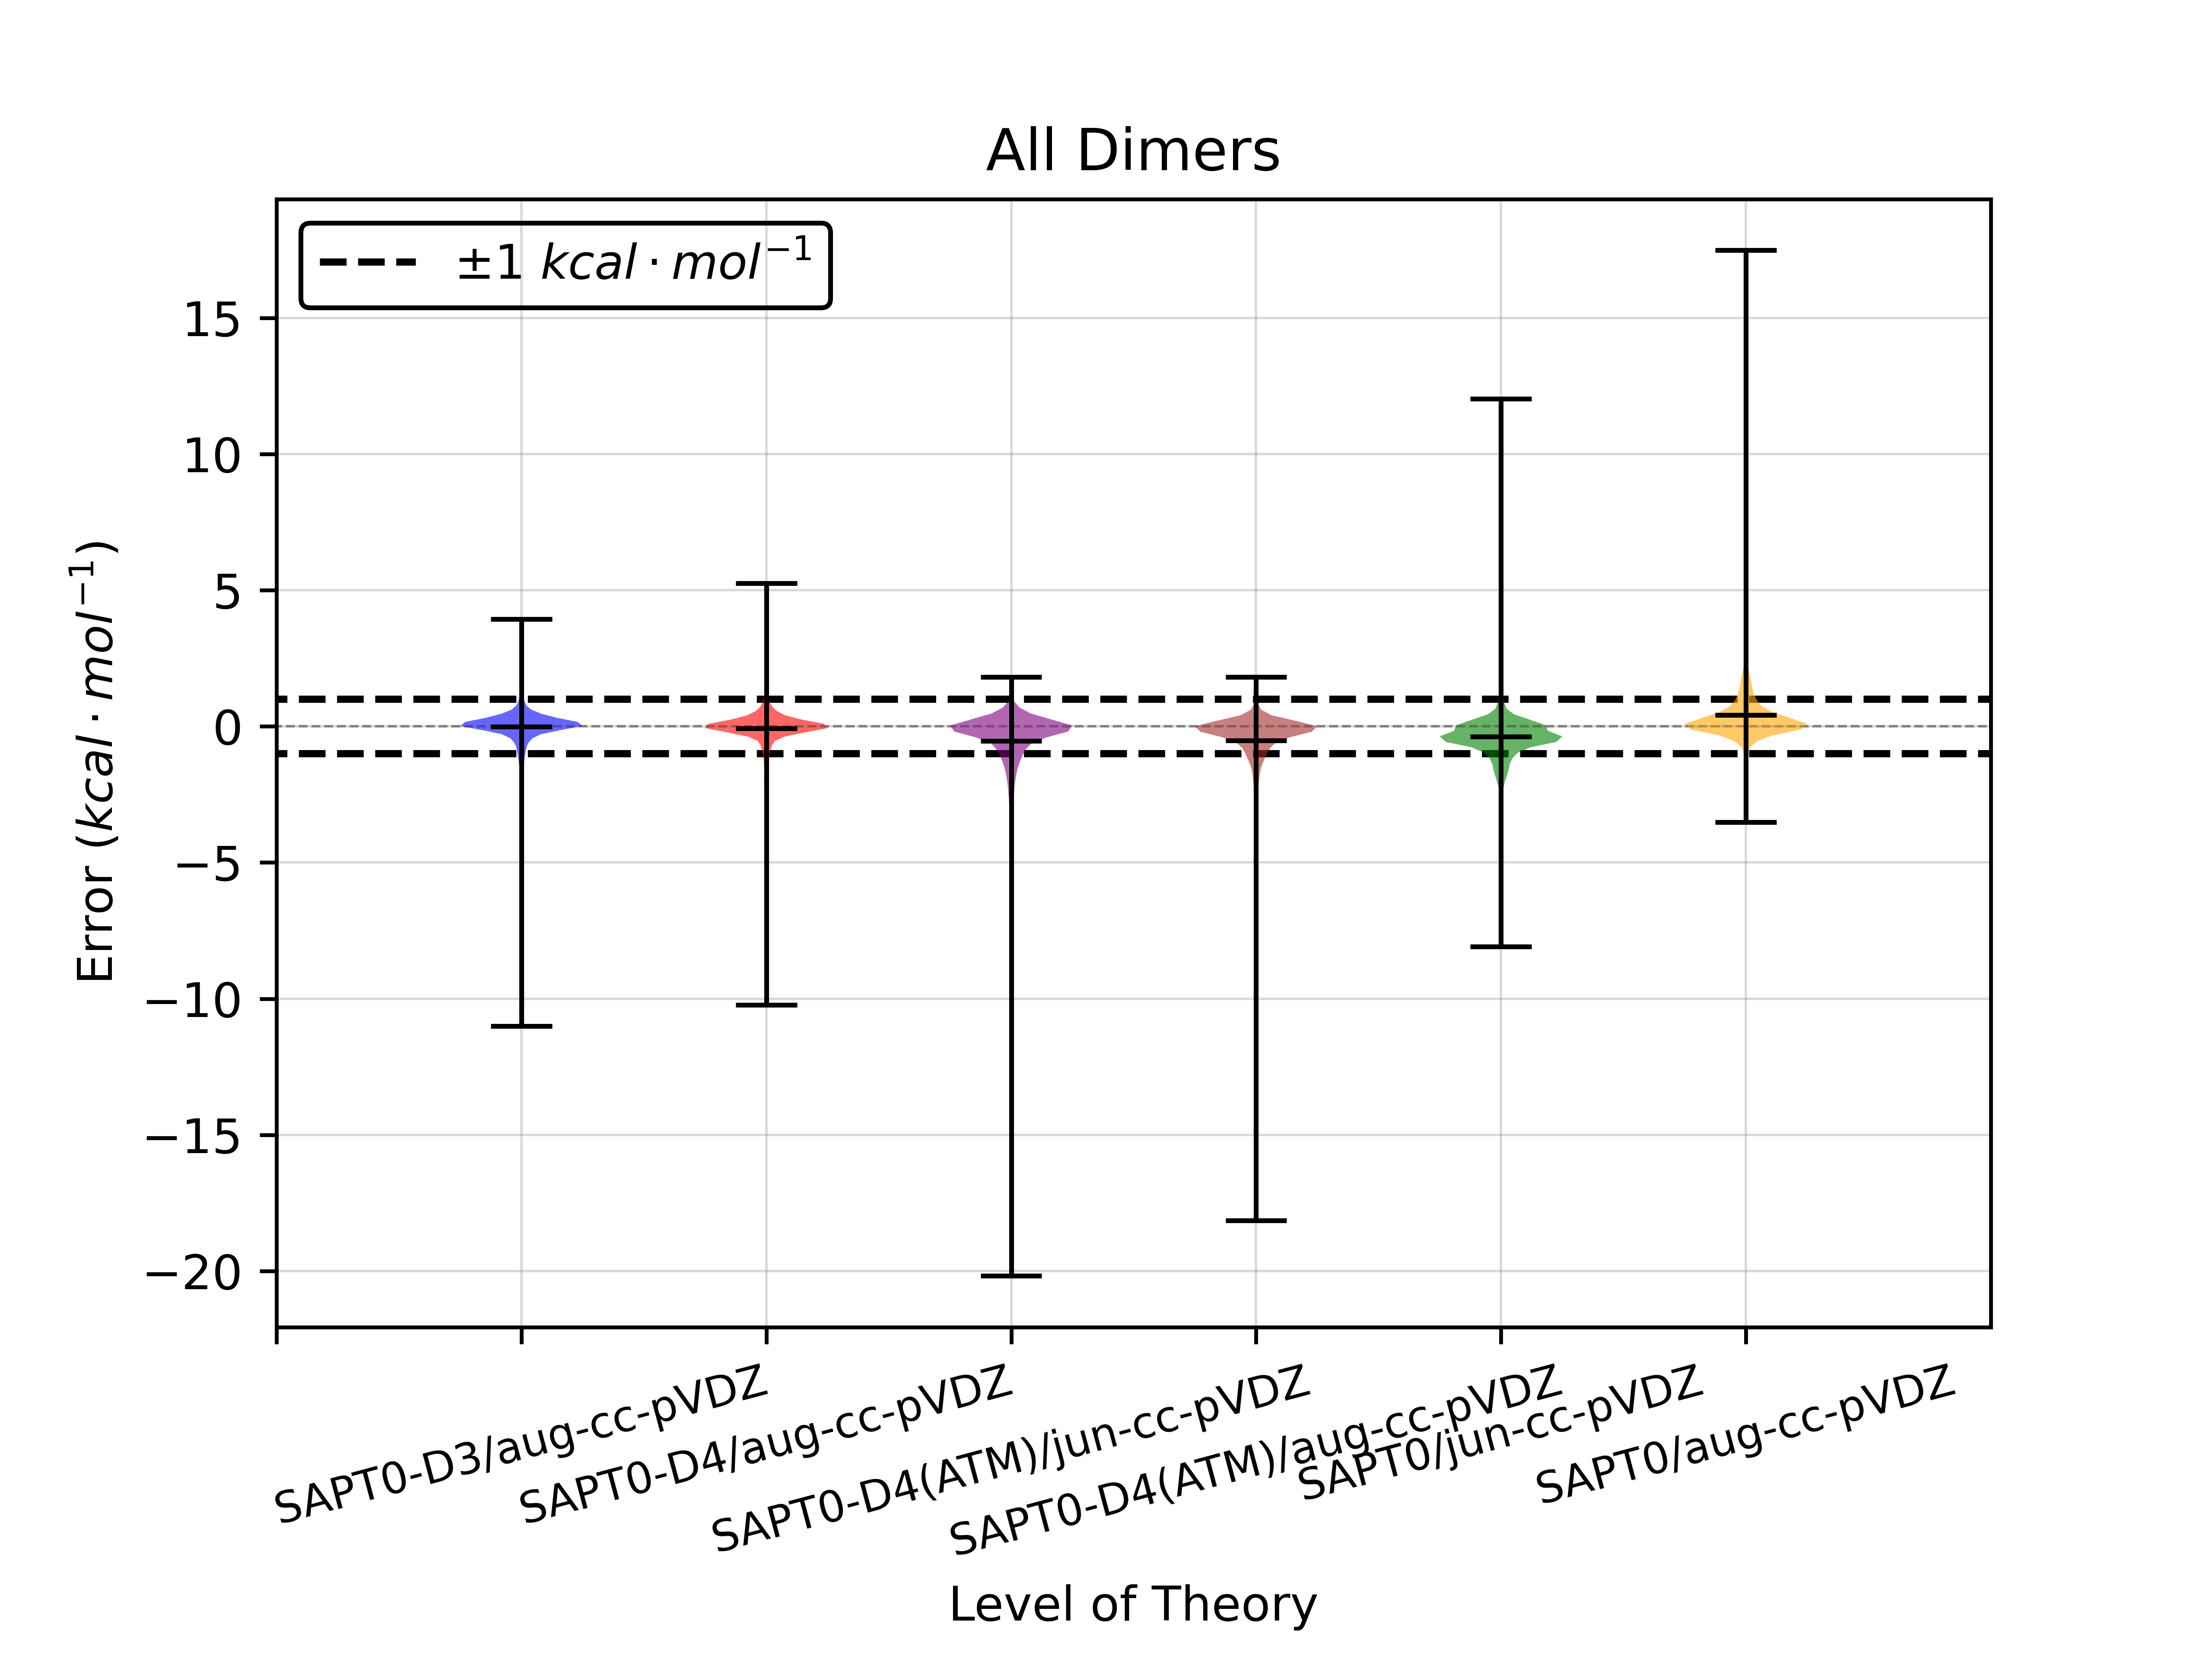 All Dimers
±1 kcal · mol⁻¹
15
10
5
0
−5
−10
−15
−20
Error (kcal · mol⁻¹)
SAPT0-D3/aug-cc-pVDZ
SAPT0-D4/aug-cc-pVDZ
SAPT0-D4(ATM)/jun-cc-pVDZ
SAPT0-D4(ATM)/aug-cc-pVDZ
SAPT0/jun-cc-pVDZ
SAPT0/aug-cc-pVDZ
Level of Theory